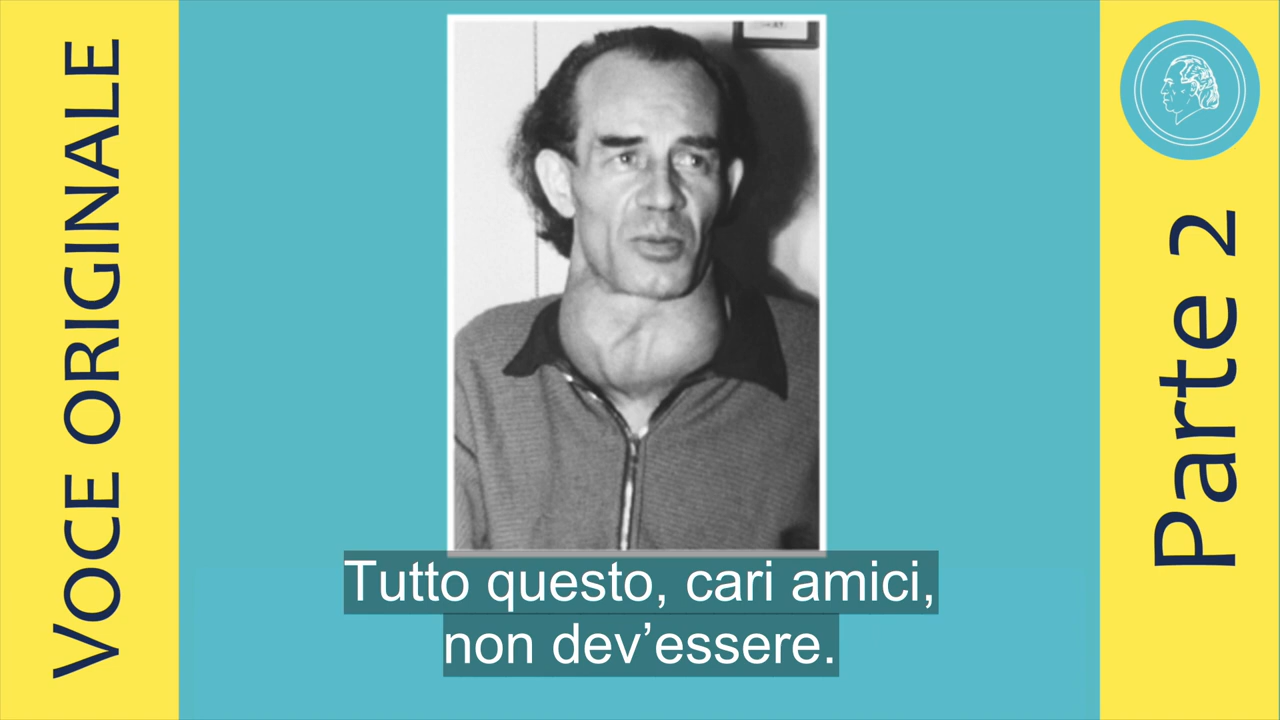 VOCE ORIGINALE
Parte 2
Tutto questo, cari amici,
non dev’essere.